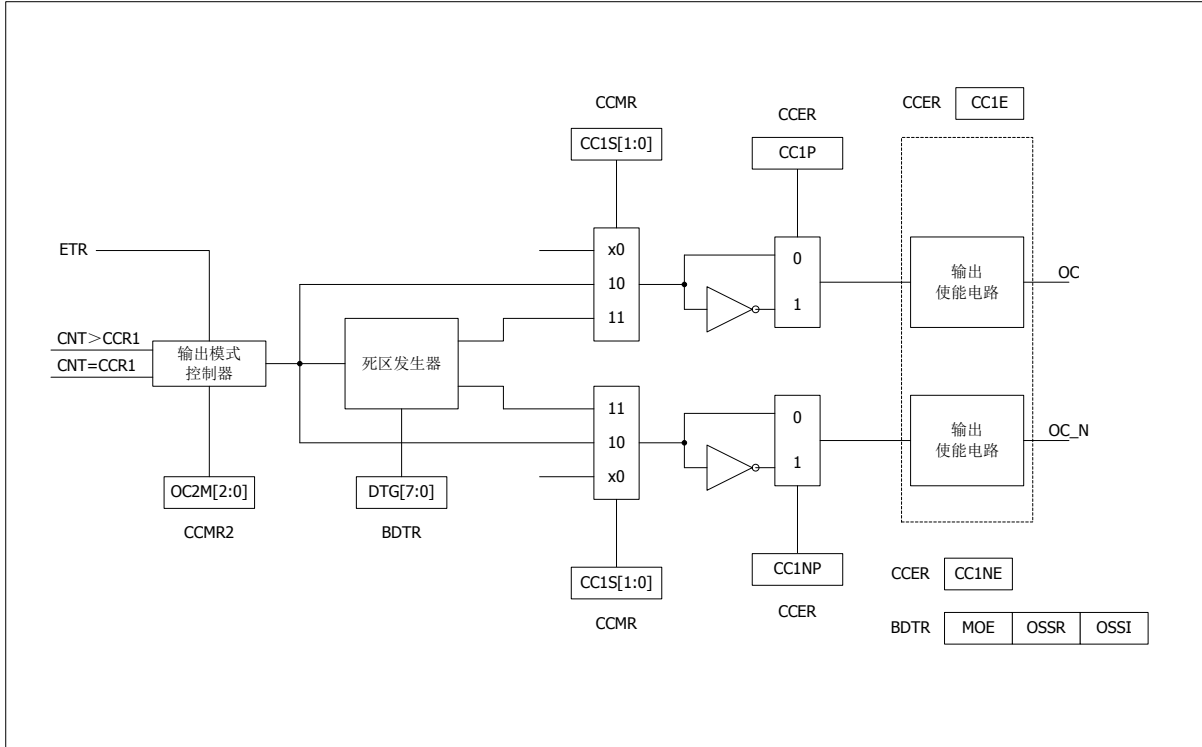 CCER CC1E
CCMR
CCER
CC1S[1:0]
CC1P
ETR
x0
10
11
0
1
输出
使能电路
OC
CNT＞CCR1
CNT=CCR1
输出模式
控制器
死区发生器
11
10
x0
0
1
输出
使能电路
OC_N
OC2M[2:0]
CCMR2
DTG[7:0]
BDTR
CC1S[1:0]
CCMR
CC1NP
CCER
CCER CC1NE
BDTR MOE OSSR OSSI